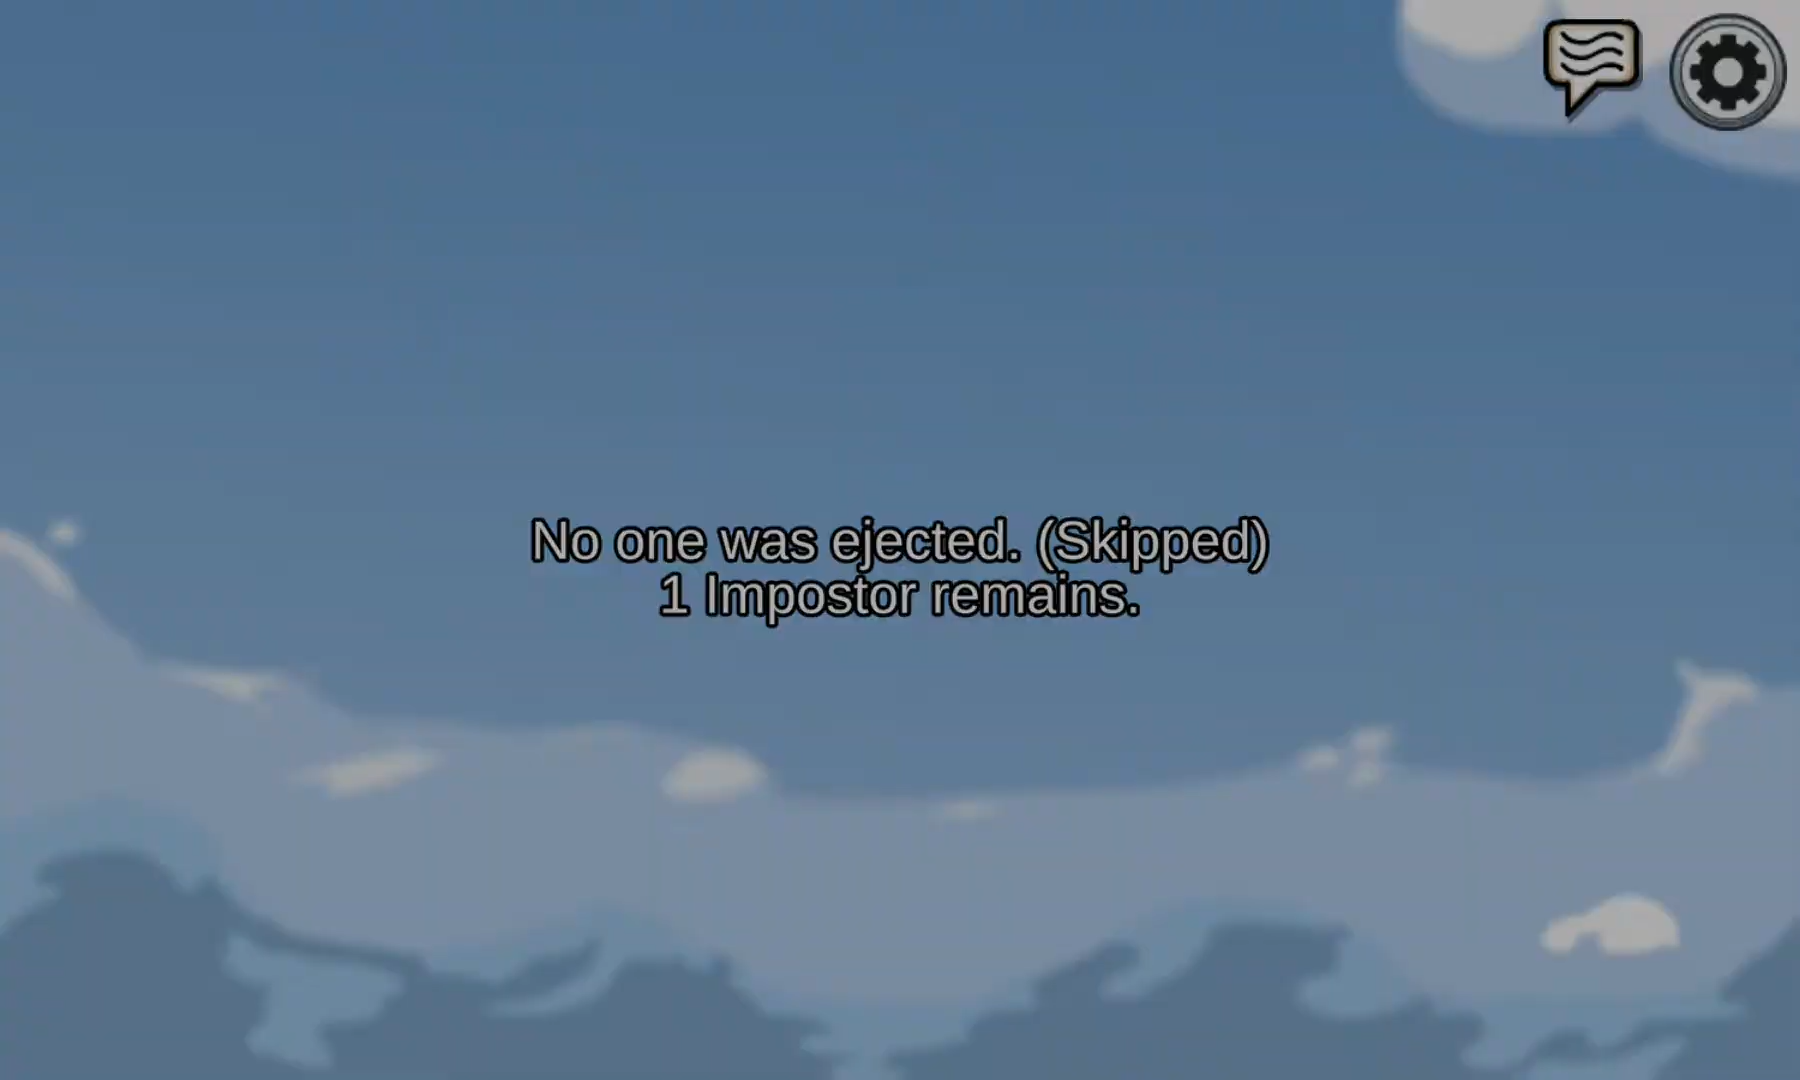 No one was ejected. (Skipped)
1 Impostor remains.